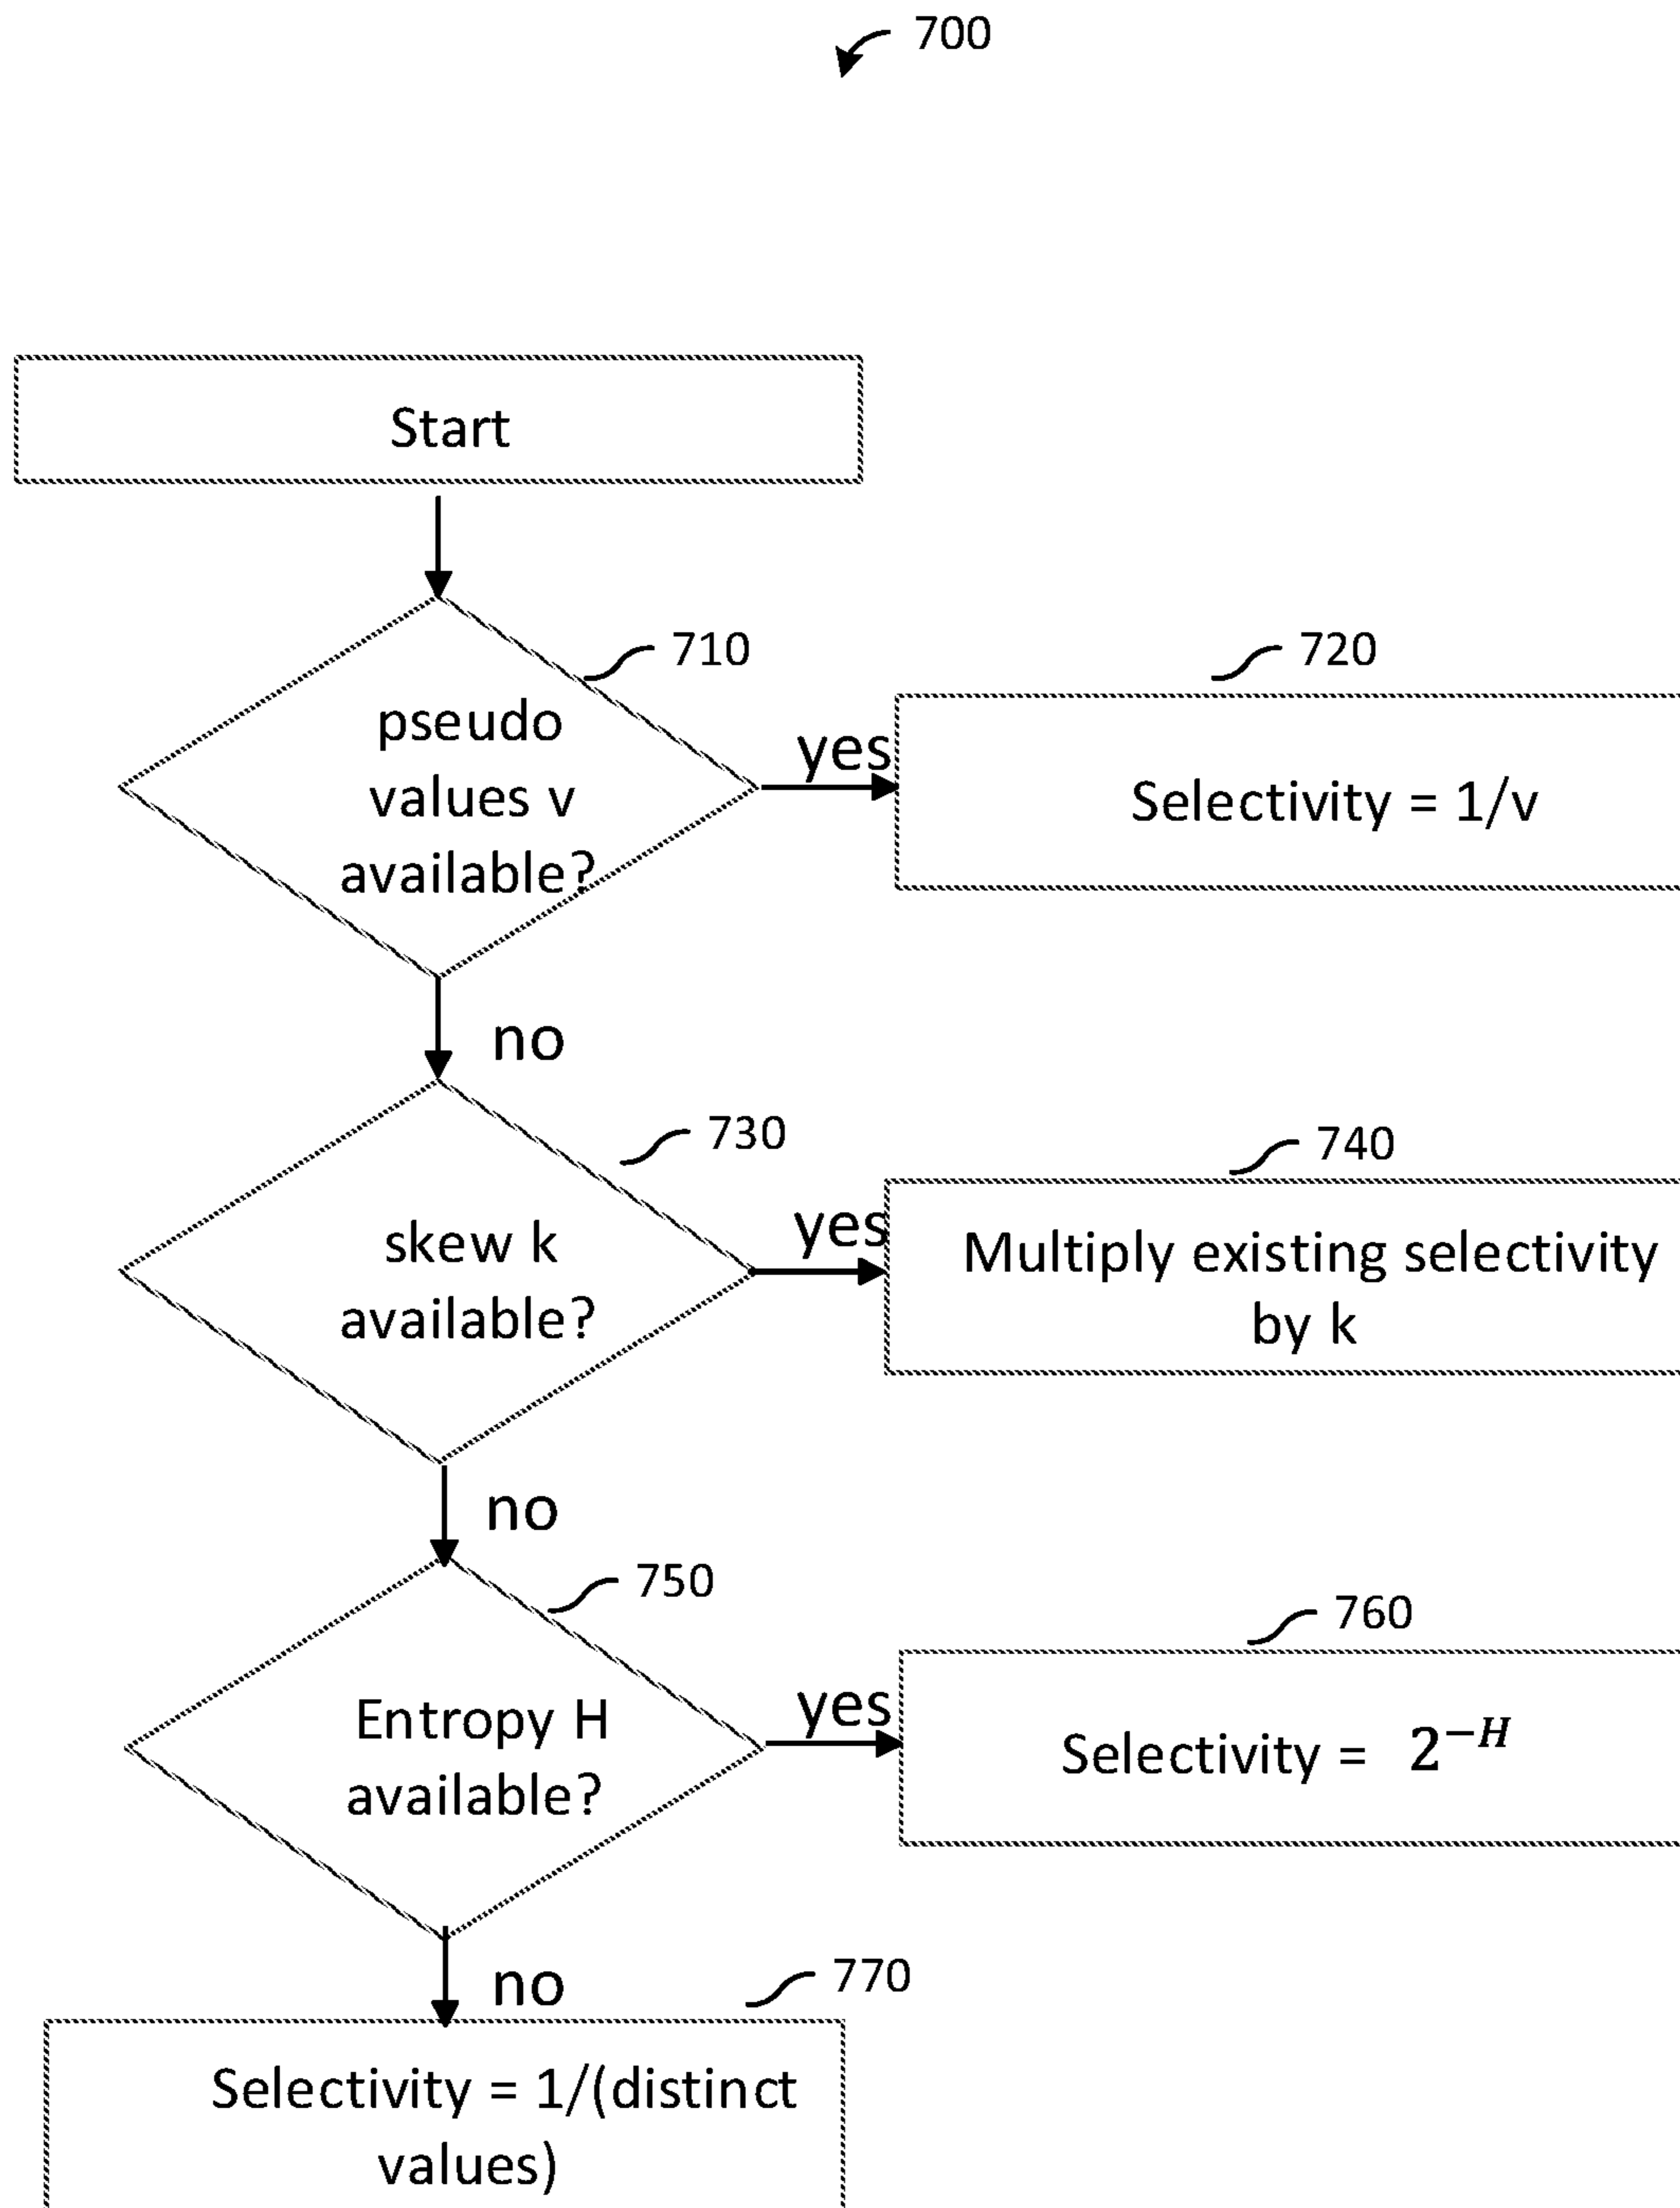 700
Start
710
pseudo
values v
available?
yes
720
Selectivity = 1/v
no
730
skew k
available?
yes
740
Multiply existing selectivity
by k
no
750
Entropy H
available?
yes
760
Selectivity = 2^{-H}
no
770
Selectivity = 1/(distinct
values)